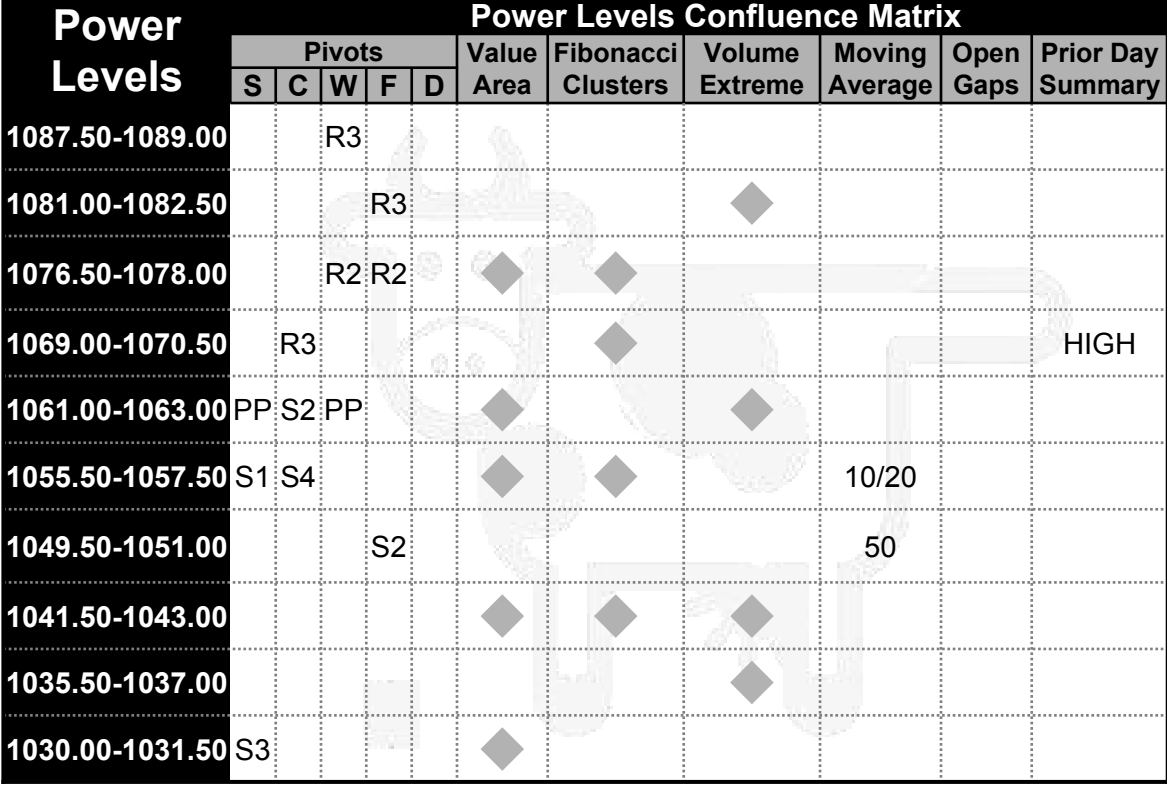 Power Levels
Power Levels Confluence Matrix
Pivots
Value Area
Fibonacci Clusters
Volume Extreme
Moving Average
Open Gaps
Prior Day Summary
S C W F D
1087.50-1089.00 R3
1081.00-1082.50 R3
1076.50-1078.00 R2 R2
1069.00-1070.50 R3 HIGH
1061.00-1063.00 PP S2 PP
1055.50-1057.50 S1 S4 10/20
1049.50-1051.00 S2 50
1041.50-1043.00
1035.50-1037.00
1030.00-1031.50 S3